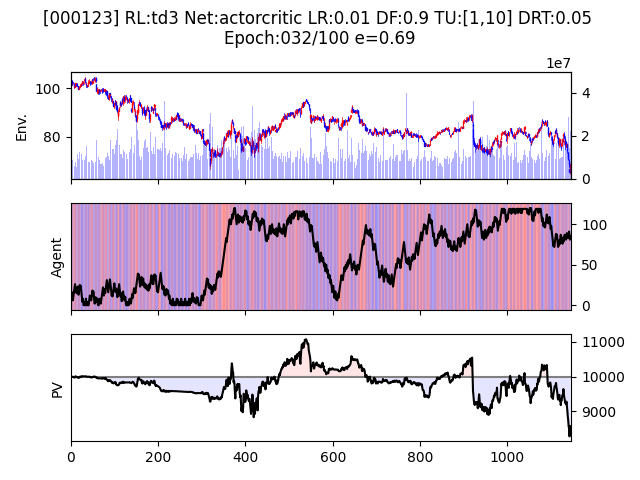 [000123] RL:td3 Net:actorcritic LR:0.01 DF:0.9 TU:[1,10] DRT:0.05
Epoch:032/100 e=0.69
1e7
100
80
Env.
4
2
0
Agent
100
50
0
PV
11000
10000
9000
0 200 400 600 800 1000